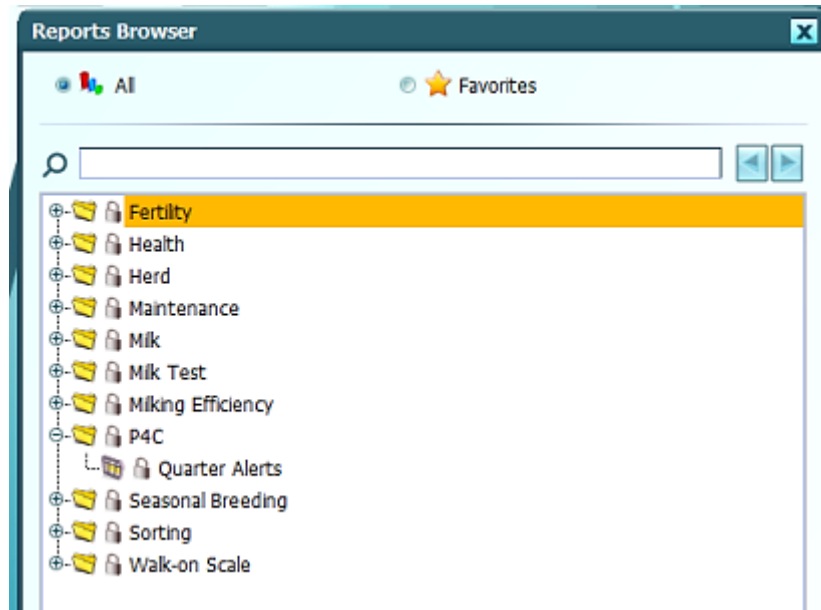 Reports Browser
All Favorites
Fertility
Health
Herd
Maintenance
Milk
Milk Test
Milking Efficiency
P4C
Quarter Alerts
Seasonal Breeding
Sorting
Walk-on Scale